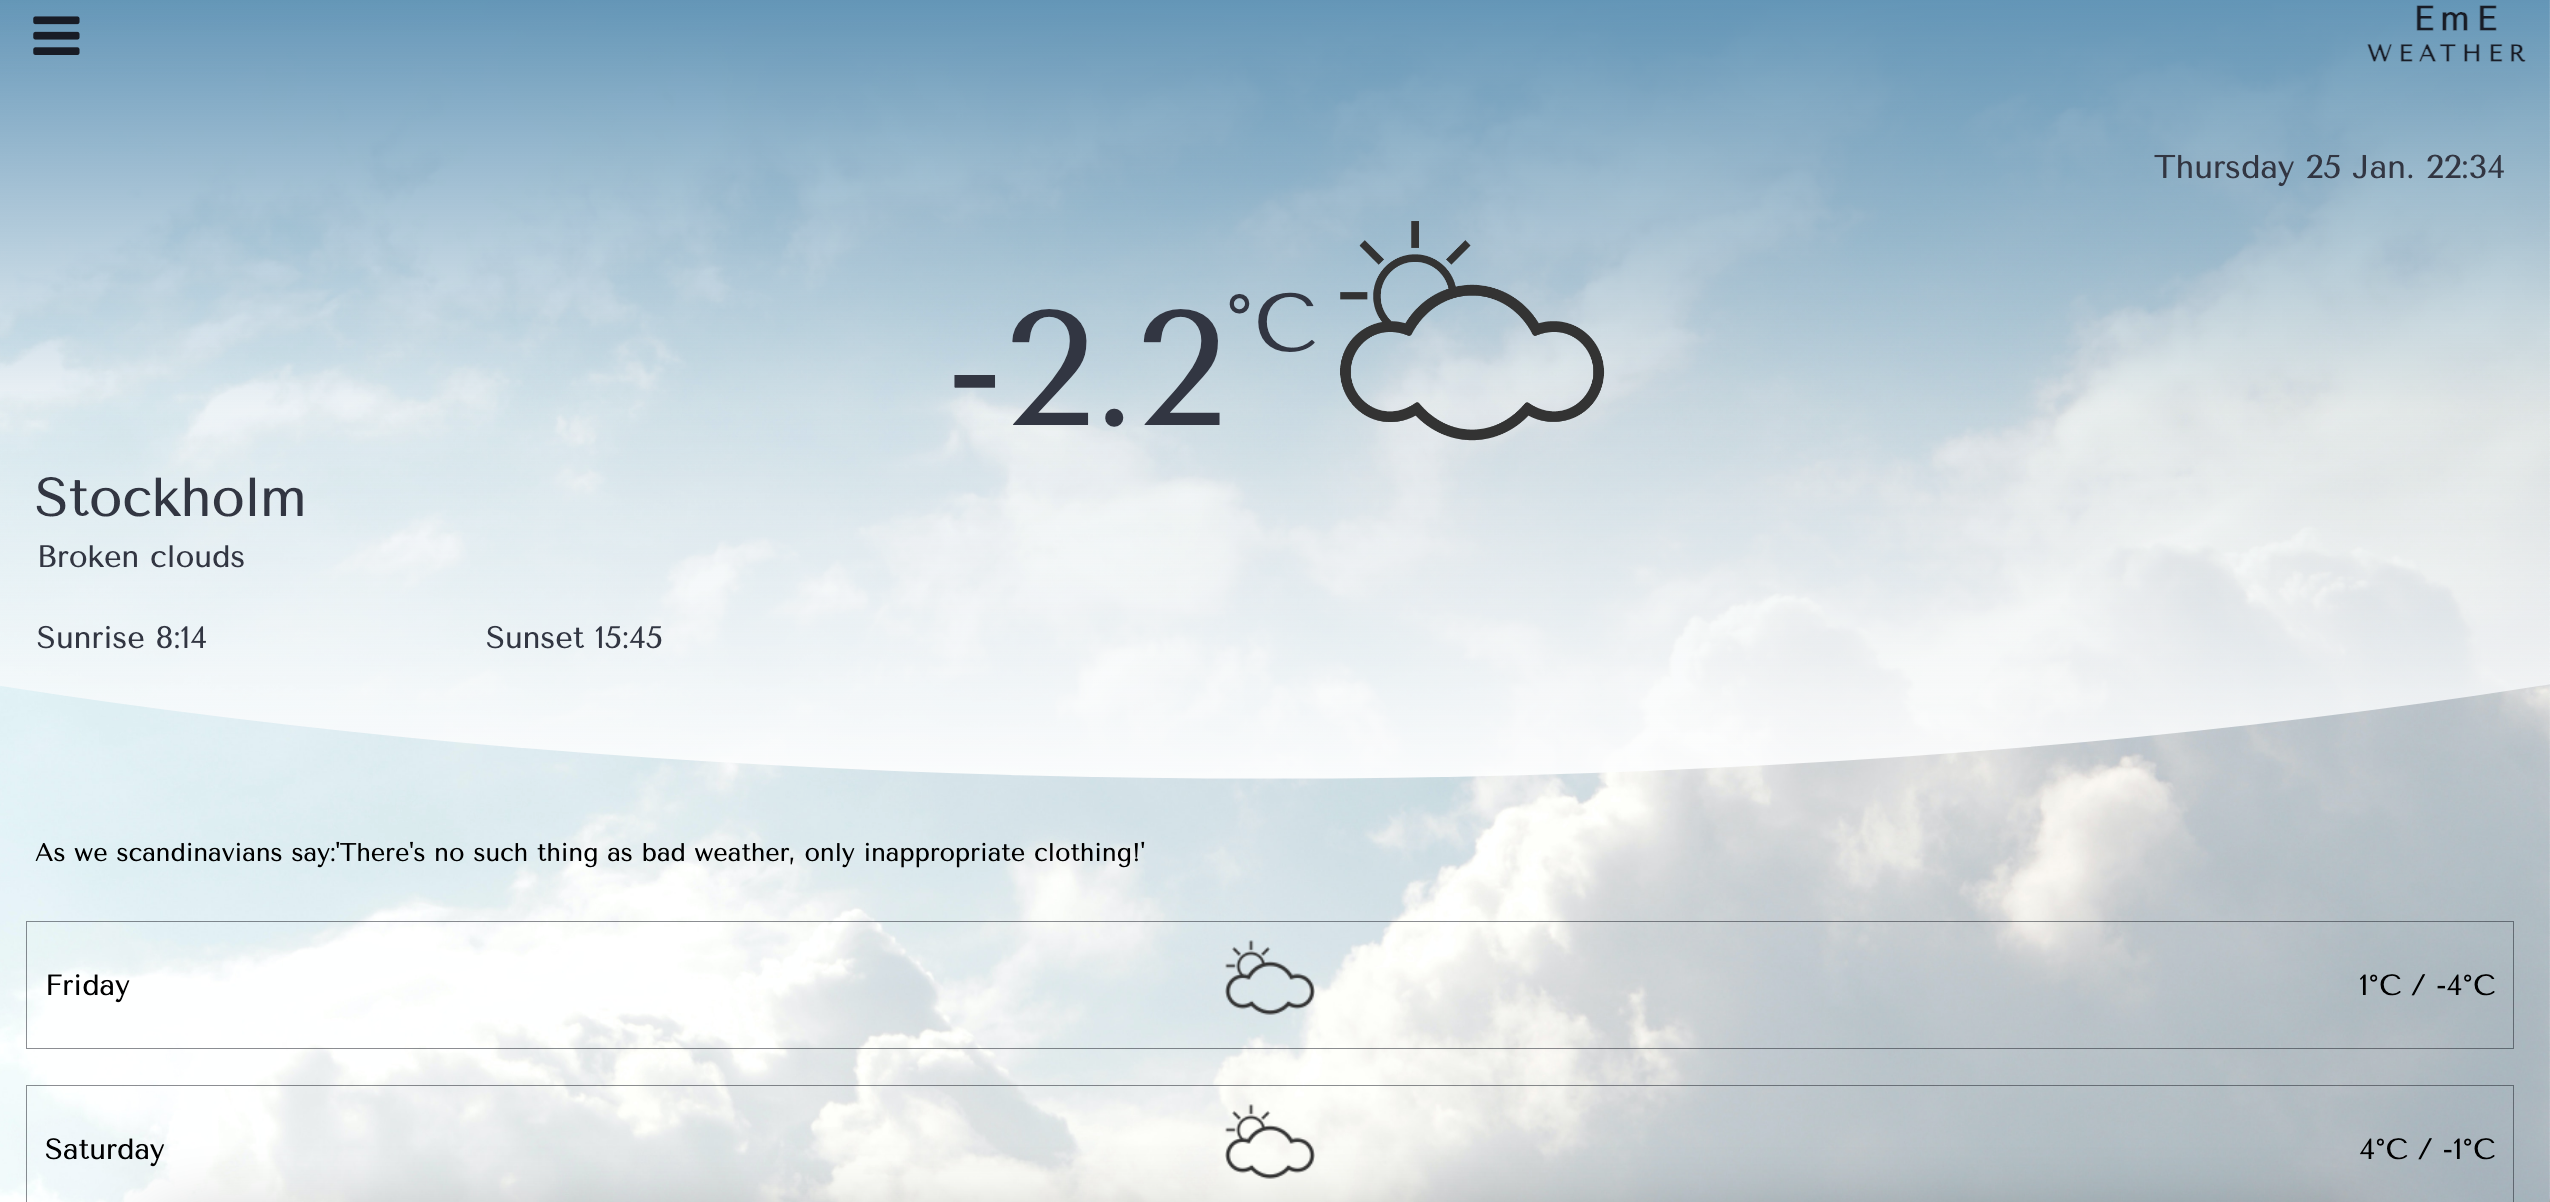 EmE
WEATHER
Thursday 25 Jan. 22:34
-2.2°C
Stockholm
Broken clouds
Sunrise 8:14
Sunset 15:45
As we scandinavians say:'There's no such thing as bad weather, only inappropriate clothing!'
Friday
1°C / -4°C
Saturday
4°C / -1°C